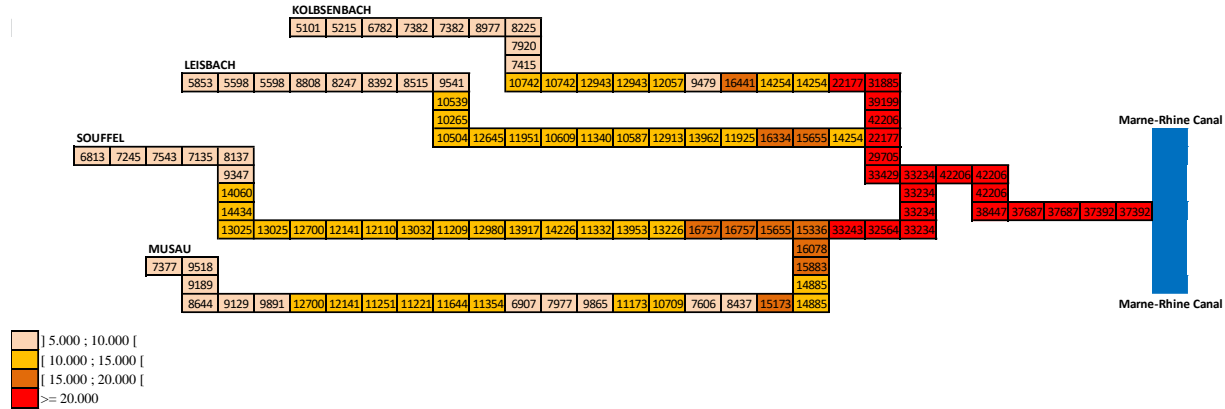 KOLBSENBACH
5101 5215 6782 7382 7382 8977 8225
7920
LEISBACH
7415
5853 5598 5598 8808 8247 8392 8515 9541
10742 10742 12943 12943 12057 9479 16441 14254 14254 22177 31885
10539
39199
10265
42206
Marne-Rhine Canal
10504 12645 11951 10609 11340 10587 12913 13962 11925 16334 15655 14254 22177
SOUFFEL
29705
6813 7245 7543 7135 8137
9347
33429 33234 42206 42206
14060
33234
42206
14434
33234
38447 37687 37687 37392 37392
13025 13025 12700 12141 12110 13032 11209 12980 13917 14226 11332 13953 13226 16757 16757 15655 15336 33243 32564 33234
MUSAU
16078
7377 9518
15883
9189
14885
8644 9129 9891 12700 12141 11251 11221 11644 11354 6907 7977 9865 11173 10709 7606 8437 15173 14885
Marne-Rhine Canal
] 5.000 ; 10.000 [
[ 10.000 ; 15.000 [
[ 15.000 ; 20.000 [
>= 20.000